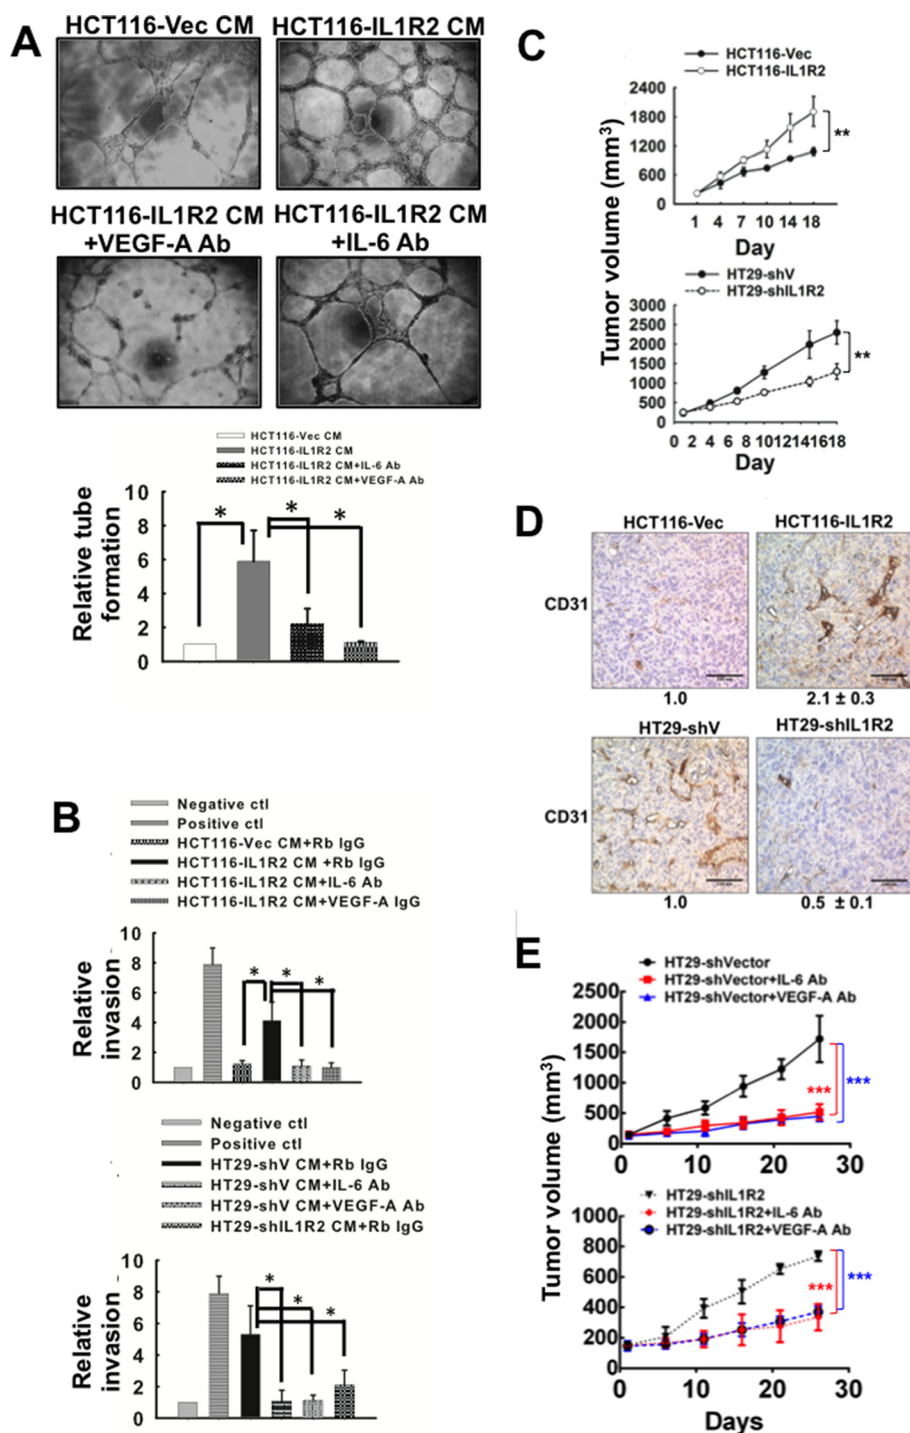 A
HCT116-Vec CM
HCT116-IL1R2 CM
HCT116-IL1R2 CM
+VEGF-A Ab
HCT116-IL1R2 CM
+IL-6 Ab
HCT116-Vec CM
HCT116-IL1R2 CM
HCT116-IL1R2 CM+IL-6 Ab
HCT116-IL1R2 CM+VEGF-A Ab
Relative tube
formation
10
8
6
4
2
0
*
*
*
B
Negative ctl
Positive ctl
HCT116-Vec CM+Rb IgG
HCT116-IL1R2 CM +Rb IgG
HCT116-IL1R2 CM+IL-6 Ab
HCT116-IL1R2 CM+VEGF-A IgG
Relative
invasion
10
8
6
4
2
0
*
*
*
Negative ctl
Positive ctl
HT29-shV CM+Rb IgG
HT29-shV CM+IL-6 Ab
HT29-shV CM+VEGF-A Ab
HT29-shIL1R2 CM+Rb IgG
Relative
invasion
10
8
6
4
2
0
*
*
*
C
HCT116-Vec
HCT116-IL1R2
Tumor volume (mm³)
2400
1800
1200
600
0
**
1 4 7 10 14 18
Day
HT29-shV
HT29-shIL1R2
3000
2500
2000
1500
1000
500
0
**
0 2 4 6 8 10 12 14 16 18
Day
D
HCT116-Vec
HCT116-IL1R2
CD31
1.0
2.1 ± 0.3
HT29-shV
HT29-shIL1R2
CD31
1.0
0.5 ± 0.1
E
HT29-shVector
HT29-shVector+IL-6 Ab
HT29-shVector+VEGF-A Ab
Tumor volume (mm³)
2500
2000
1500
1000
500
0
***
***
0 10 20 30
HT29-shIL1R2
HT29-shIL1R2+IL-6 Ab
HT29-shIL1R2+VEGF-A Ab
1000
800
600
400
200
0
***
***
0 10 20 30
Days